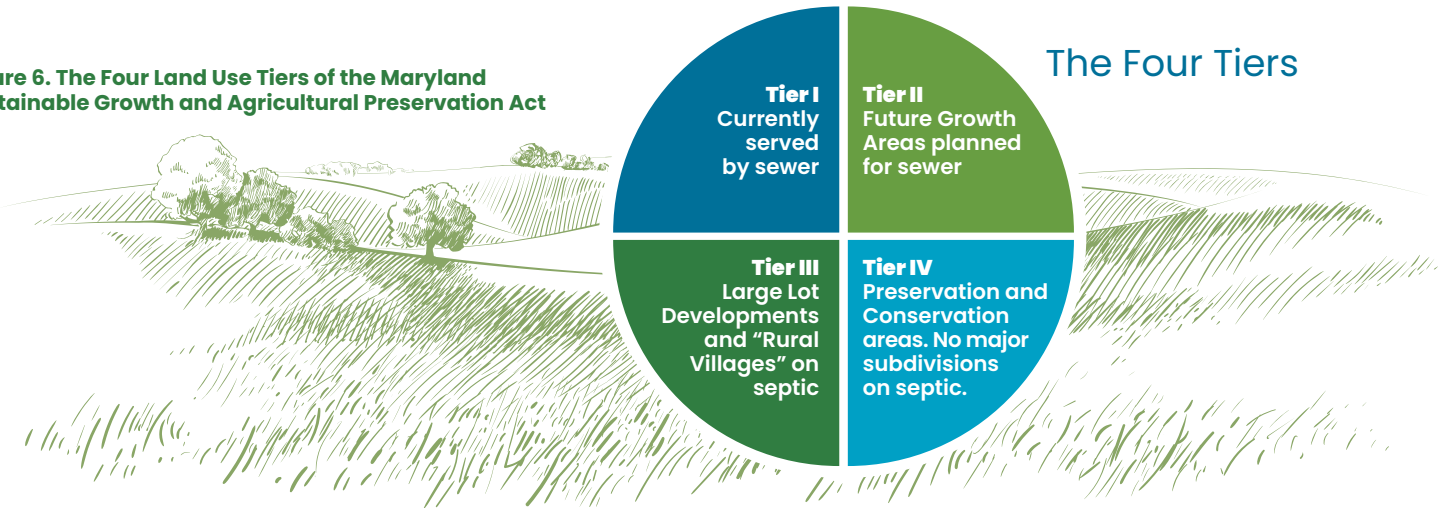 re 6. The Four Land Use Tiers of the Maryland
tainable Growth and Agricultural Preservation Act
The Four Tiers
Tier I
Currently
served
by sewer
Tier II
Future Growth
Areas planned
for sewer
Tier III
Large Lot
Developments
and “Rural
Villages” on
septic
Tier IV
Preservation and
Conservation
areas. No major
subdivisions
on septic.